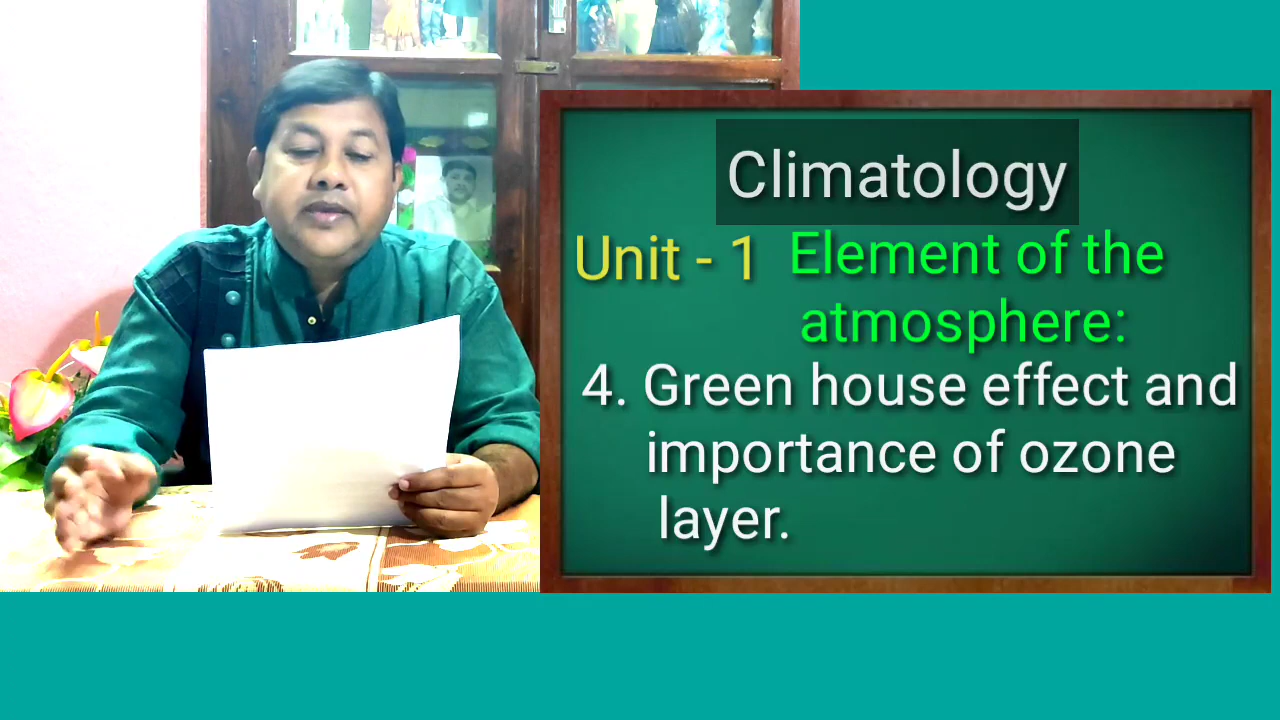 Climatology
Unit - 1 Element of the
atmosphere:
4. Green house effect and
importance of ozone
layer.